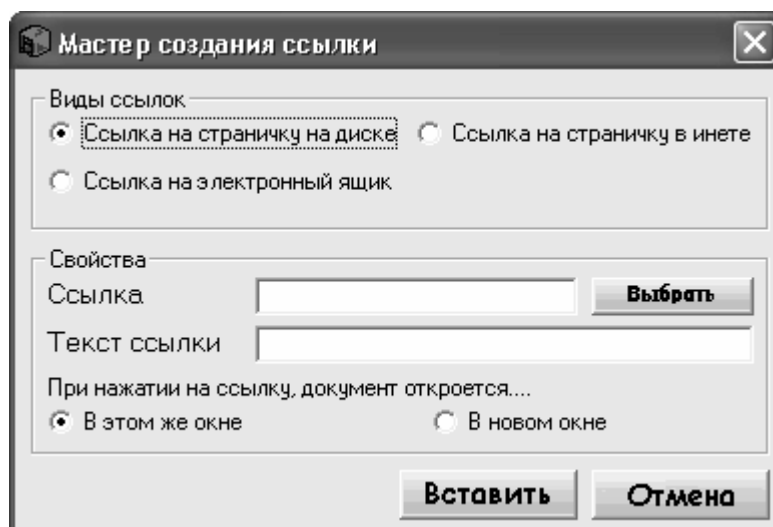 Мастер создания ссылки
Виды ссылок
Ссылка на страничку на диске Ссылка на страничку в инете
Ссылка на электронный ящик
Свойства
Ссылка Выбрать
Текст ссылки
При нажатии на ссылку, документ откроется....
В этом же окне В новом окне
Вставить Отмена